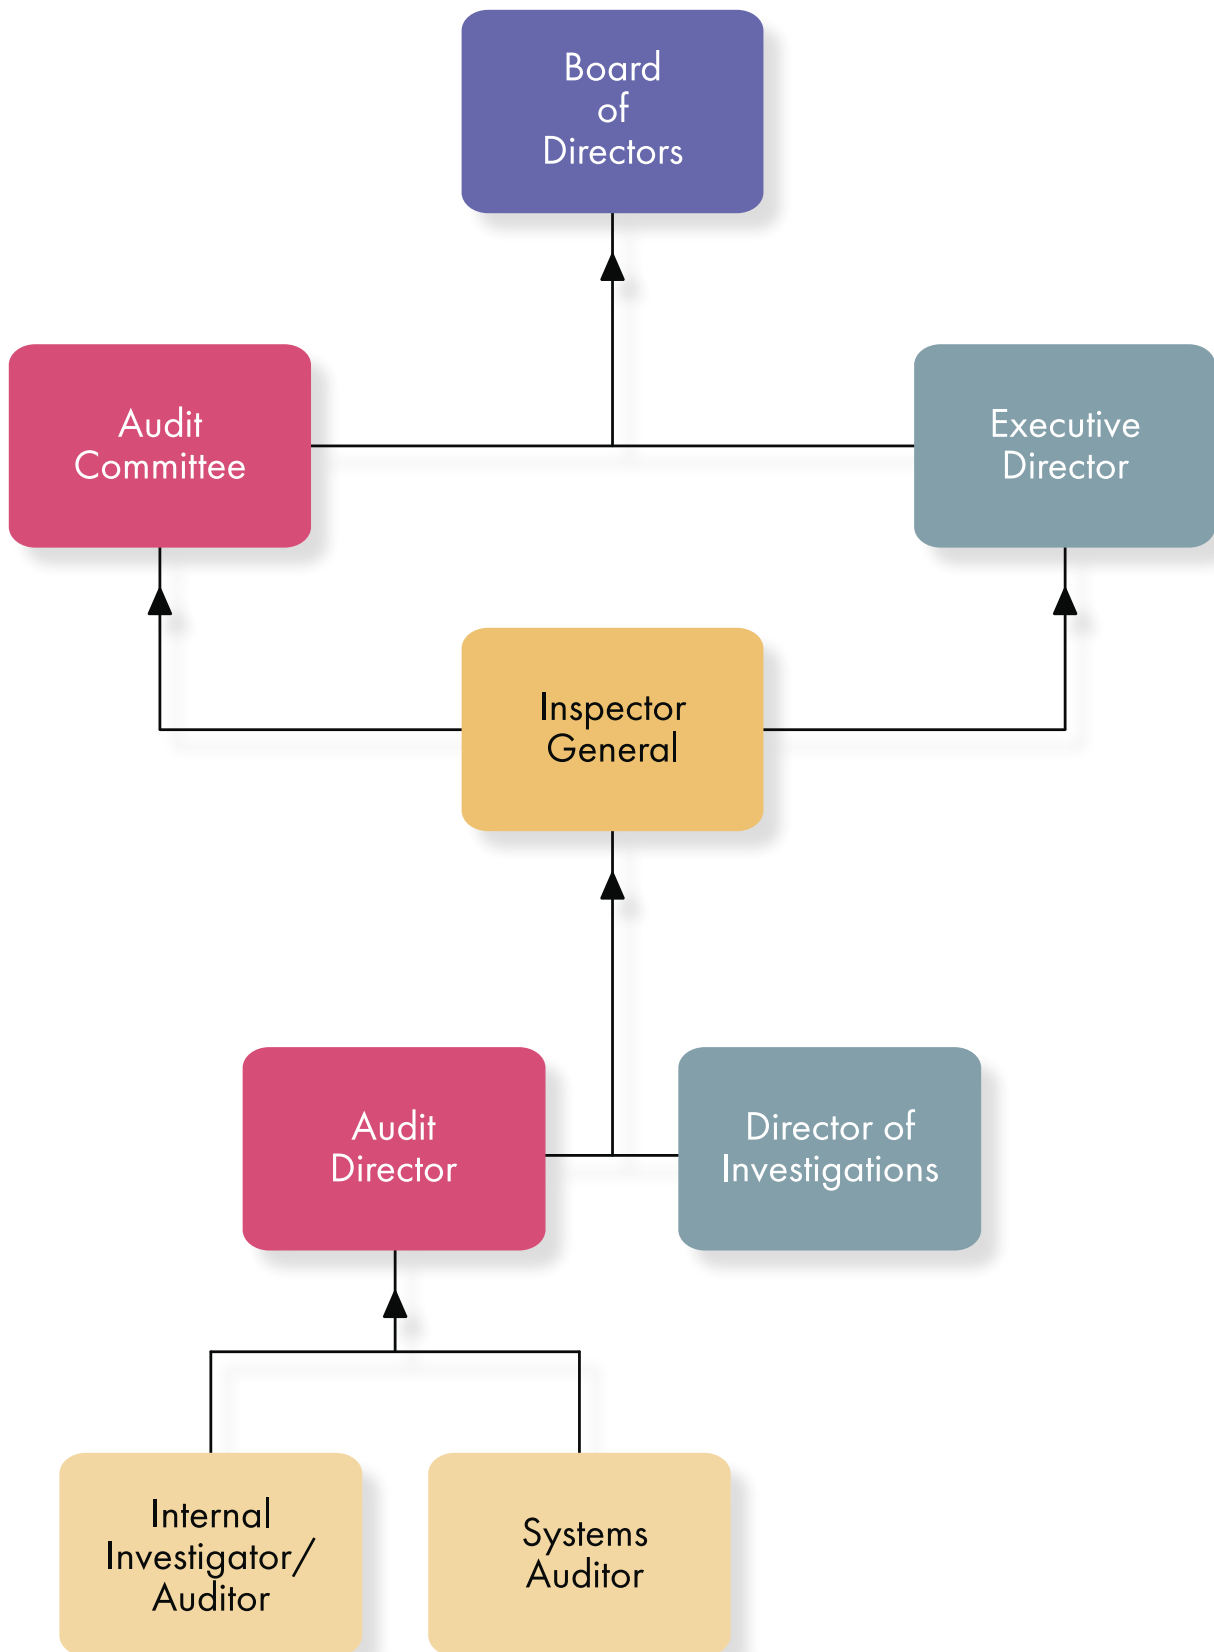 Board
of
Directors
Audit
Committee
Executive
Director
Inspector
General
Audit
Director
Director of
Investigations
Internal
Investigator/
Auditor
Systems
Auditor